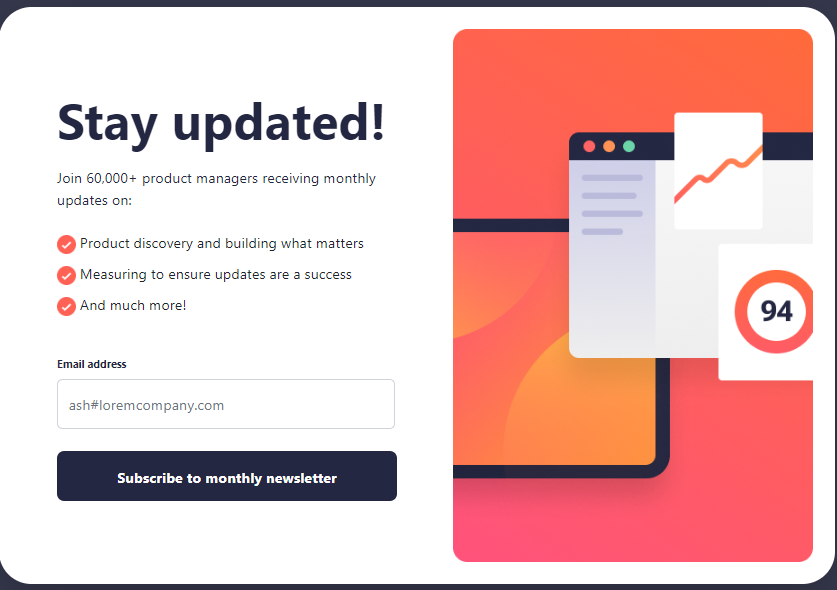 Stay updated!
Join 60,000+ product managers receiving monthly
updates on:
Product discovery and building what matters
Measuring to ensure updates are a success
And much more!
Email address
ash#loremcompany.com
Subscribe to monthly newsletter
94